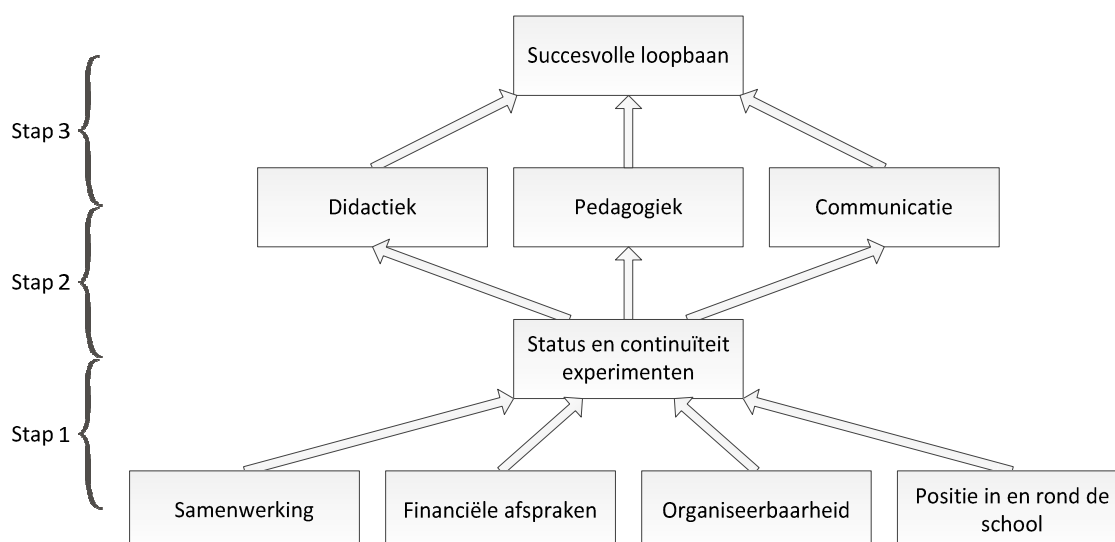 Succesvolle loopbaan
Stap 3
Didactiek
Pedagogiek
Communicatie
Stap 2
Status en continuïteit
experimenten
Stap 1
Samenwerking
Financiële afspraken
Organiseerbaarheid
Positie in en rond de
school